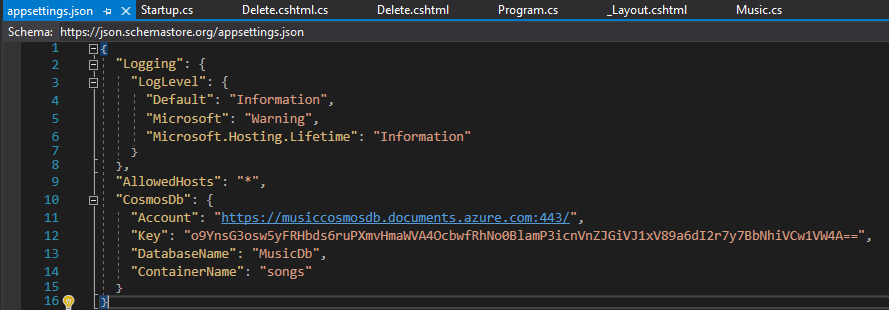 appsettings.json Startup.cs Delete.cshtml.cs Delete.cshtml Program.cs _Layout.cshtml Music.cs
Schema: https://json.schemastore.org/appsettings.json
1 {
2 "Logging": {
3 "LogLevel": {
4 "Default": "Information",
5 "Microsoft": "Warning",
6 "Microsoft.Hosting.Lifetime": "Information"
7 }
8 },
9 "AllowedHosts": "*",
10 "CosmosDb": {
11 "Account": "https://musiccosmosdb.documents.azure.com:443/",
12 "Key": "o9YnsG3osw5yFRHbds6ruPXmvHmaWVA4OcbwfRhNo0BlamP3icnVnZJGiVJ1xV89a6dI2r7y7BbNhiVCw1VW4A==",
13 "DatabaseName": "MusicDb",
14 "ContainerName": "songs"
15 }
16 }